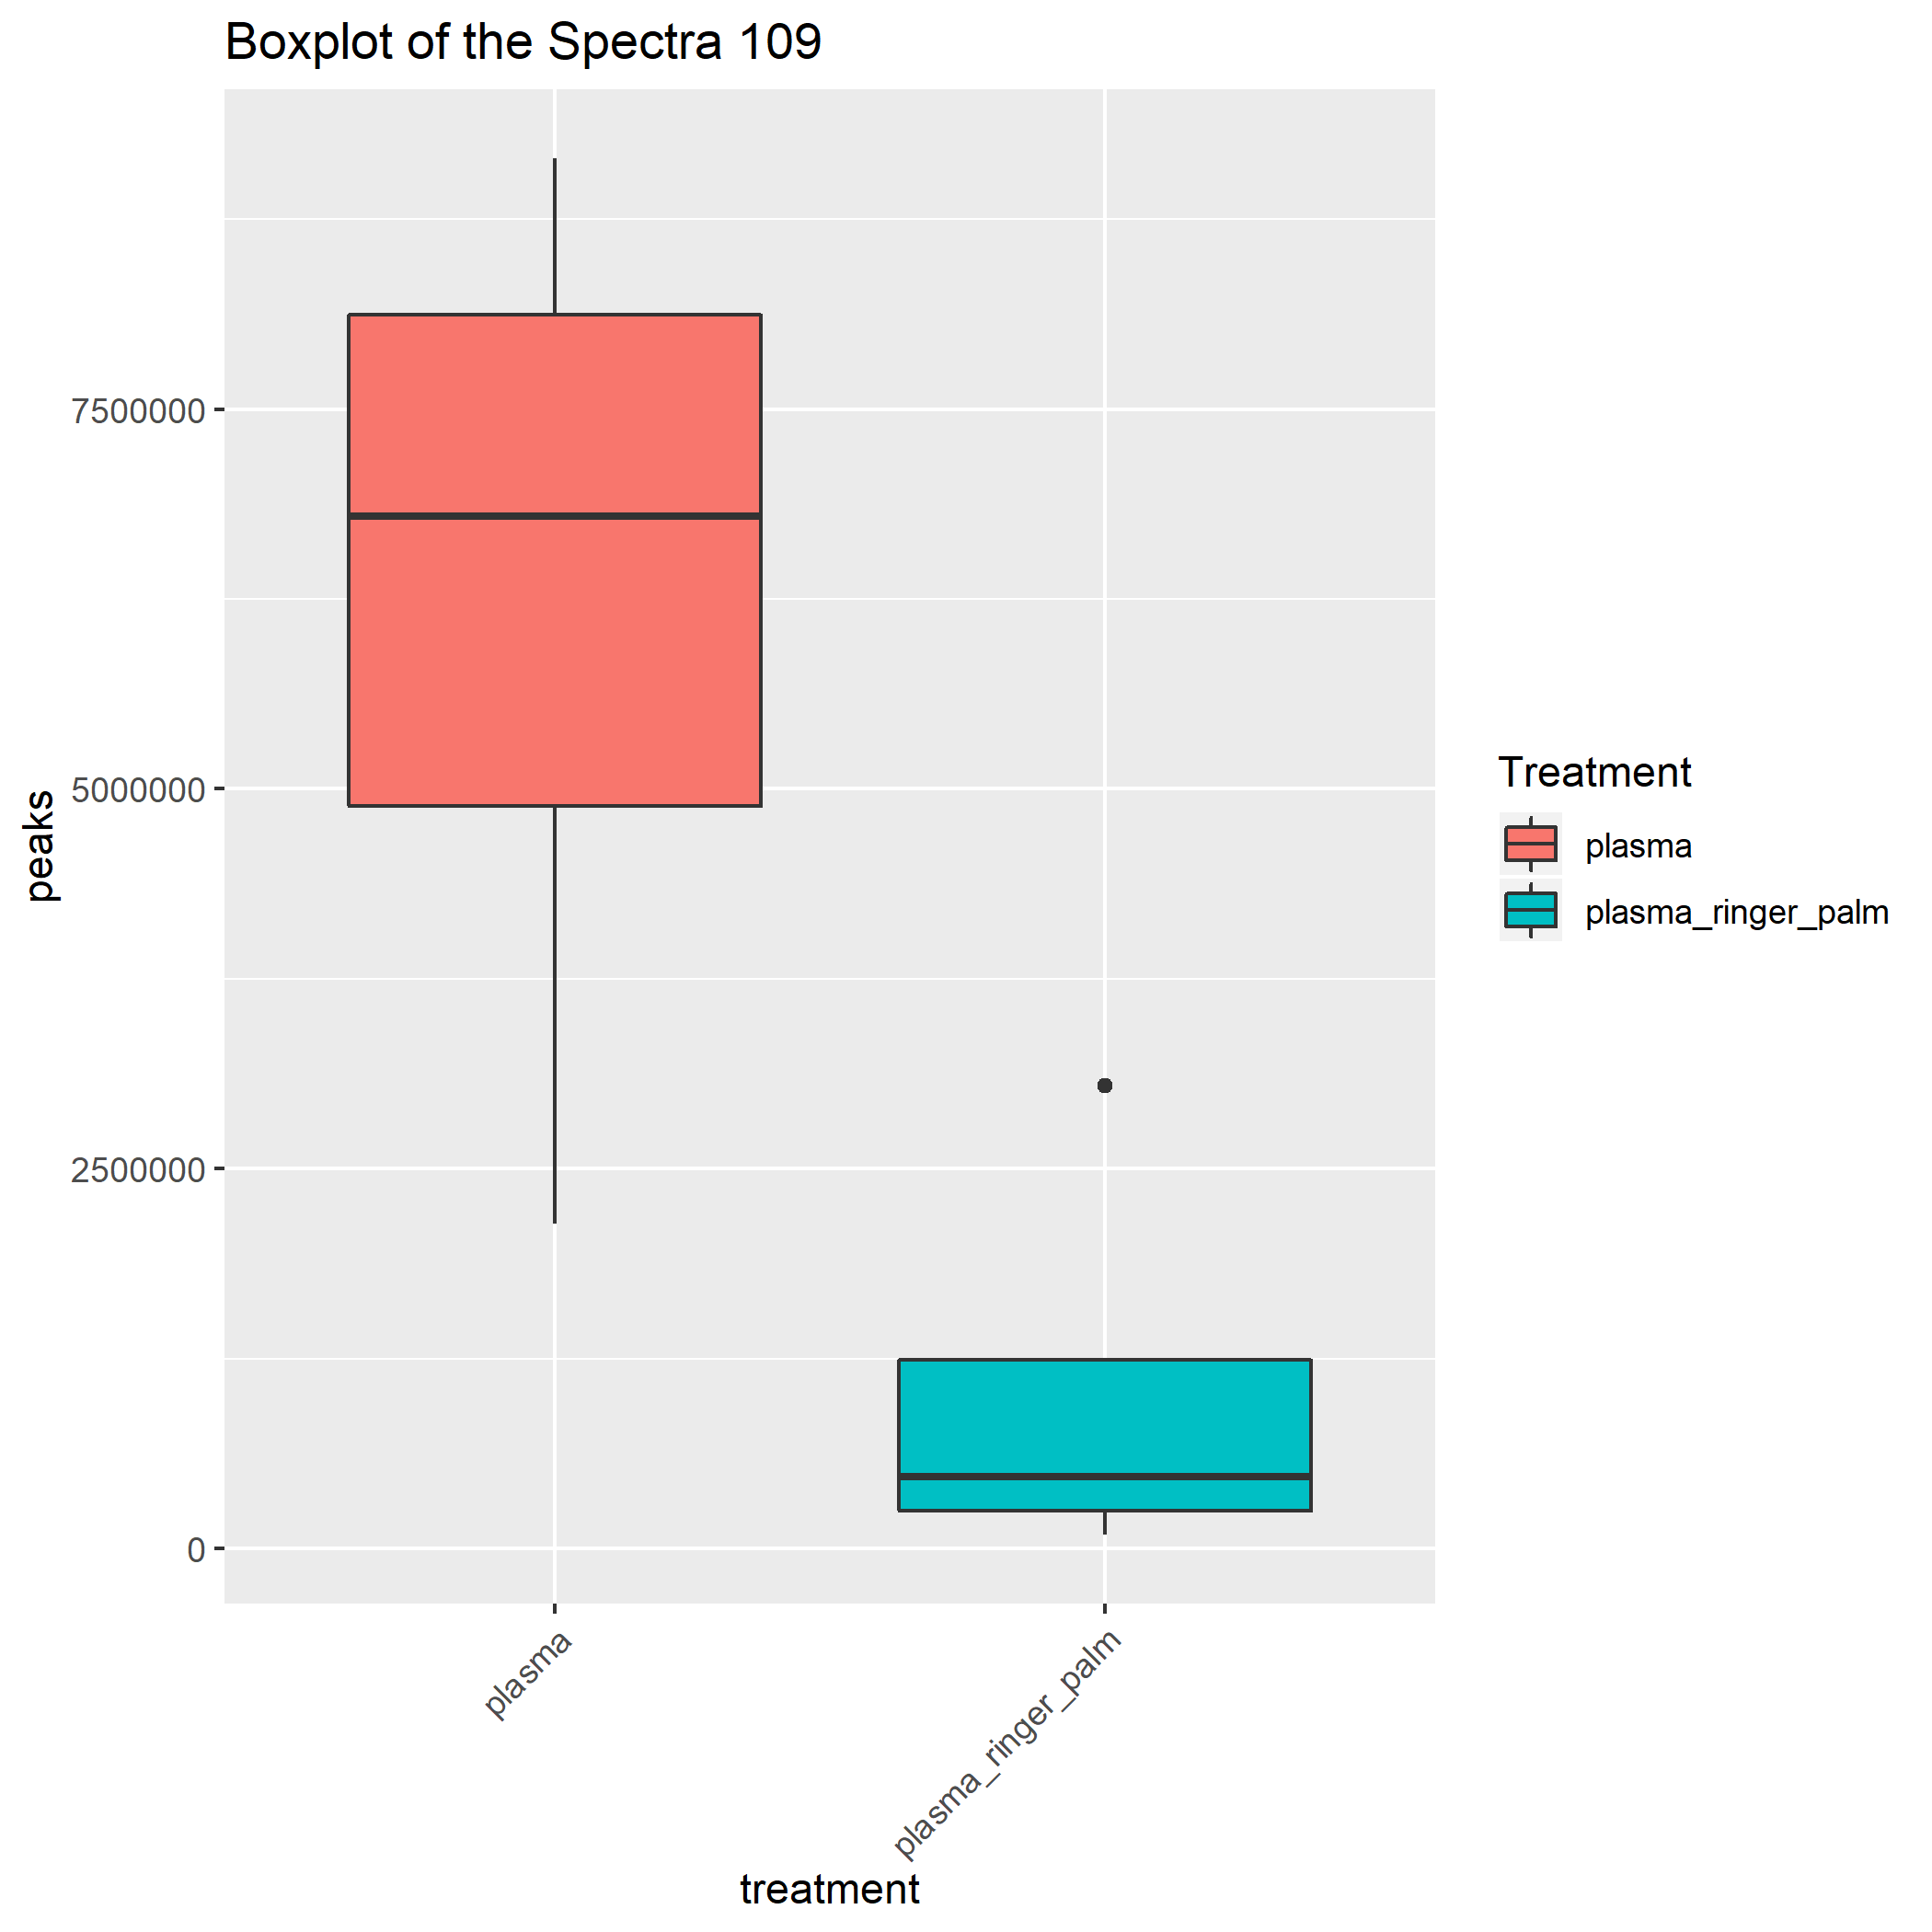 Boxplot of the Spectra 109
peaks
7500000
5000000
2500000
0
plasma
plasma_ringer_palm
treatment
Treatment
plasma
plasma_ringer_palm